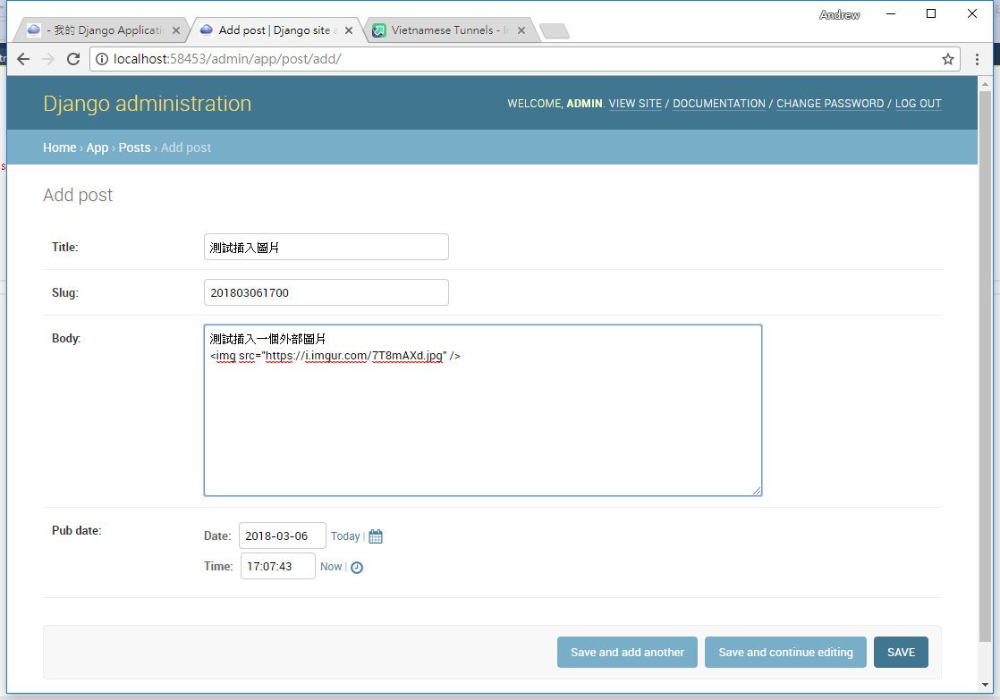 Andrew
- 我的 Django Applicati
Add post | Django site a
Vietnamese Tunnels - I
localhost:58453/admin/app/post/add/
Django administration
WELCOME, ADMIN. VIEW SITE / DOCUMENTATION / CHANGE PASSWORD / LOG OUT
Home › App › Posts › Add post
Add post
Title:
測試插入圖片
Slug:
201803061700
Body:
測試插入一個外部圖片
<img src="https://i.imgur.com/7T8mAXd.jpg" />
Pub date:
Date: 2018-03-06 Today |
Time: 17:07:43 Now |
Save and add another
Save and continue editing
SAVE